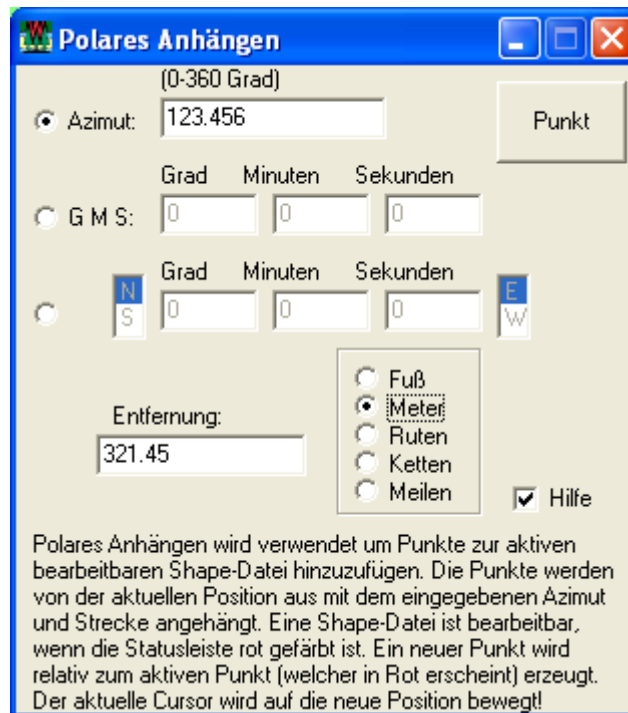 Polares Anhängen
(0-360 Grad)
Azimut: 123.456 Punkt
Grad Minuten Sekunden
G M S: 0 0 0
Grad Minuten Sekunden
N 0 0 0 E
S W
Fuß
Meter
Ruten
Ketten
Meilen
Entfernung:
321.45
Hilfe
Polares Anhängen wird verwendet um Punkte zur aktiven
bearbeitbaren Shape-Datei hinzuzufügen. Die Punkte werden
von der aktuellen Position aus mit dem eingegebenen Azimut
und Strecke angehängt. Eine Shape-Datei ist bearbeitbar,
wenn die Statusleiste rot gefärbt ist. Ein neuer Punkt wird
relativ zum aktiven Punkt (welcher in Rot erscheint) erzeugt.
Der aktuelle Cursor wird auf die neue Position bewegt!